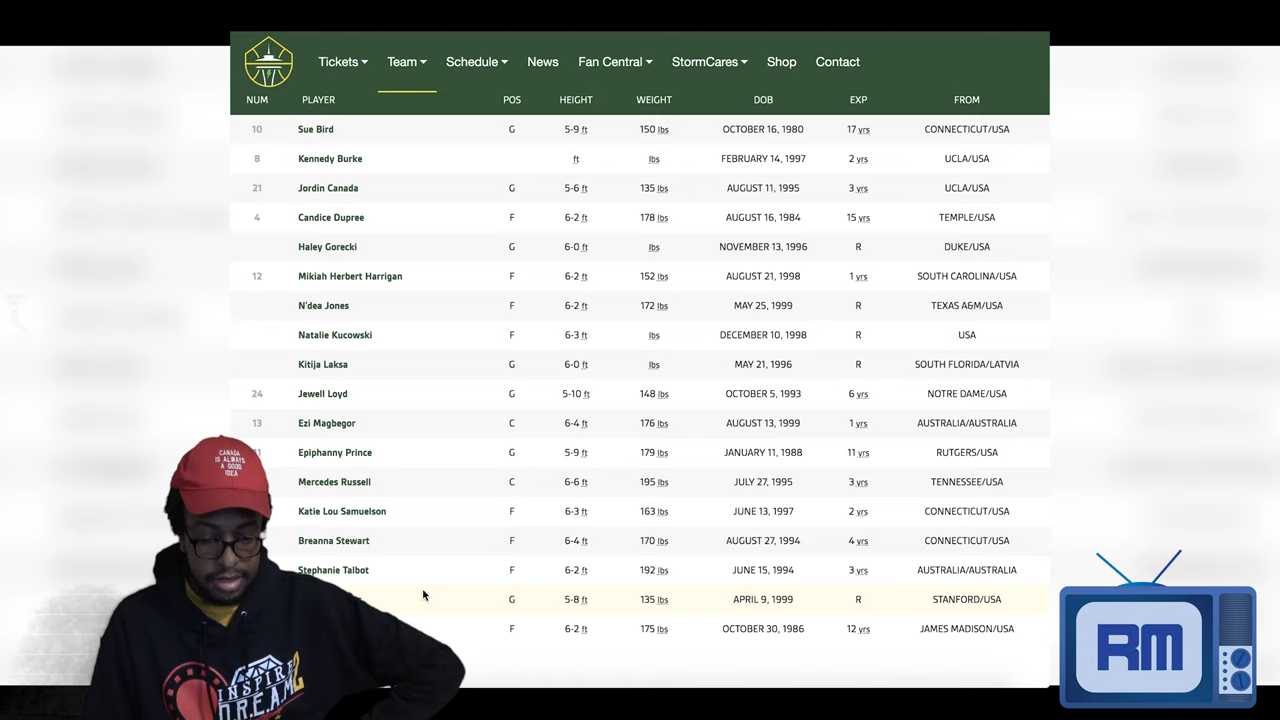 Tickets Team Schedule News Fan Central StormCares Shop Contact
NUM PLAYER POS HEIGHT WEIGHT DOB EXP FROM
10 Sue Bird G 5-9 ft 150 lbs OCTOBER 16, 1980 17 yrs CONNECTICUT/USA
8 Kennedy Burke ft lbs FEBRUARY 14, 1997 2 yrs UCLA/USA
21 Jordin Canada G 5-6 ft 135 lbs AUGUST 11, 1995 3 yrs UCLA/USA
4 Candice Dupree F 6-2 ft 178 lbs AUGUST 16, 1984 15 yrs TEMPLE/USA
Haley Gorecki G 6-0 ft lbs NOVEMBER 13, 1996 R DUKE/USA
12 Mikiah Herbert Harrigan F 6-2 ft 152 lbs AUGUST 21, 1998 1 yrs SOUTH CAROLINA/USA
N'dea Jones F 6-2 ft 172 lbs MAY 25, 1999 R TEXAS A&M/USA
Natalie Kucowski F 6-3 ft lbs DECEMBER 10, 1998 R USA
Kitija Laksa G 6-0 ft lbs MAY 21, 1996 R SOUTH FLORIDA/LATVIA
24 Jewell Loyd G 5-10 ft 148 lbs OCTOBER 5, 1993 6 yrs NOTRE DAME/USA
13 Ezi Magbegor C 6-4 ft 176 lbs AUGUST 13, 1999 1 yrs AUSTRALIA/AUSTRALIA
Epiphanny Prince G 5-9 ft 179 lbs JANUARY 11, 1988 11 yrs RUTGERS/USA
Mercedes Russell C 6-6 ft 195 lbs JULY 27, 1995 3 yrs TENNESSEE/USA
Katie Lou Samuelson F 6-3 ft 163 lbs JUNE 13, 1997 2 yrs CONNECTICUT/USA
Breanna Stewart F 6-4 ft 170 lbs AUGUST 27, 1994 4 yrs CONNECTICUT/USA
Stephanie Talbot F 6-2 ft 192 lbs JUNE 15, 1994 3 yrs AUSTRALIA/AUSTRALIA
G 5-8 ft 135 lbs APRIL 9, 1999 R STANFORD/USA
F 6-2 ft 175 lbs OCTOBER 30, 1986 12 yrs JAMES MADISON/USA
CANADA
IS ALWAYS
A GOOD
IDEA
INSPIRE
D.R.E.A.M.
RM